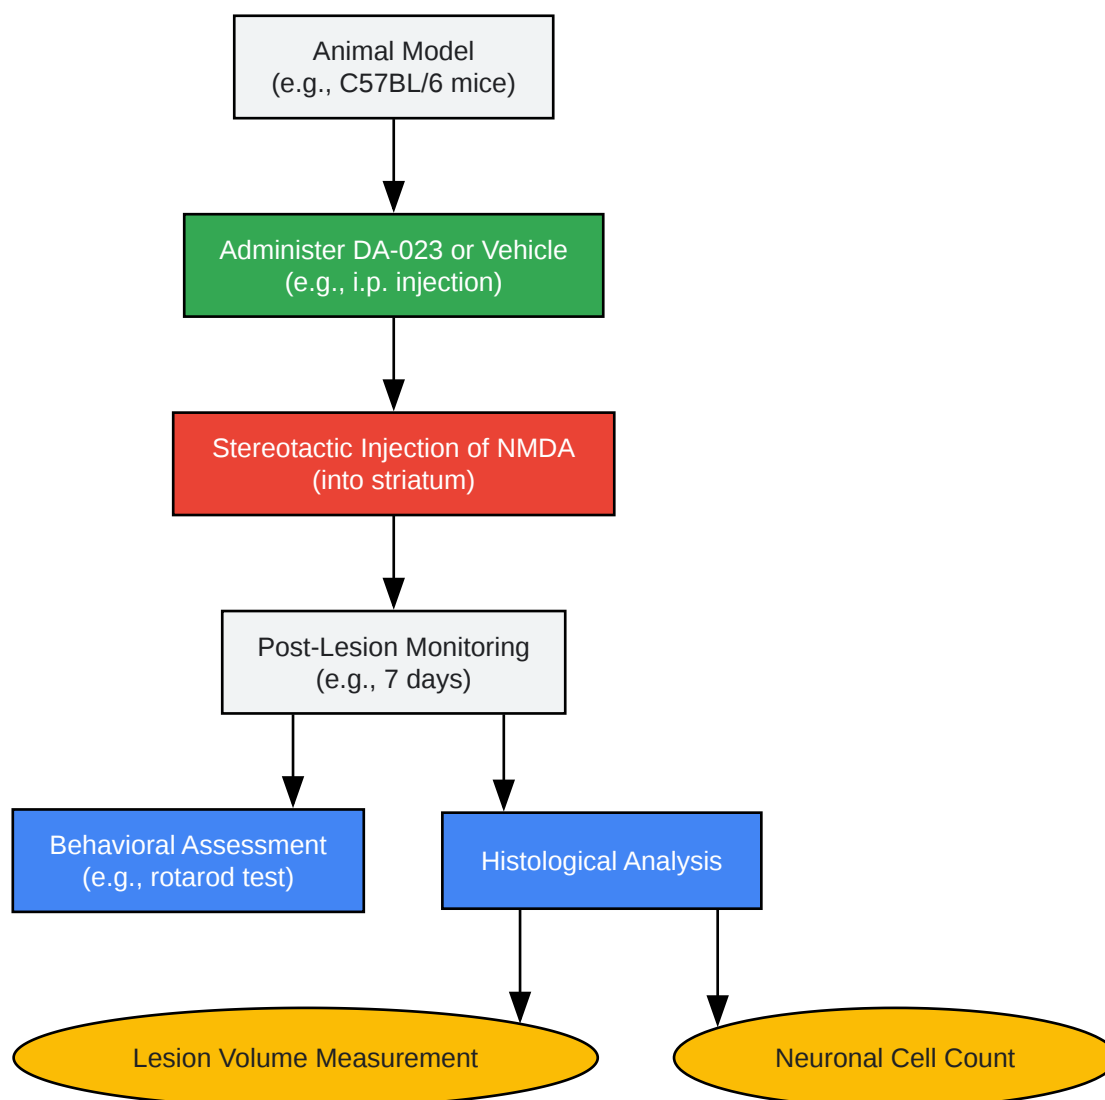 Animal Model
(e.g., C57BL/6 mice)
Administer DA-023 or Vehicle
(e.g., i.p. injection)
Stereotactic Injection of NMDA
(into striatum)
Post-Lesion Monitoring
(e.g., 7 days)
Behavioral Assessment
(e.g., rotarod test)
Histological Analysis
Lesion Volume Measurement
Neuronal Cell Count